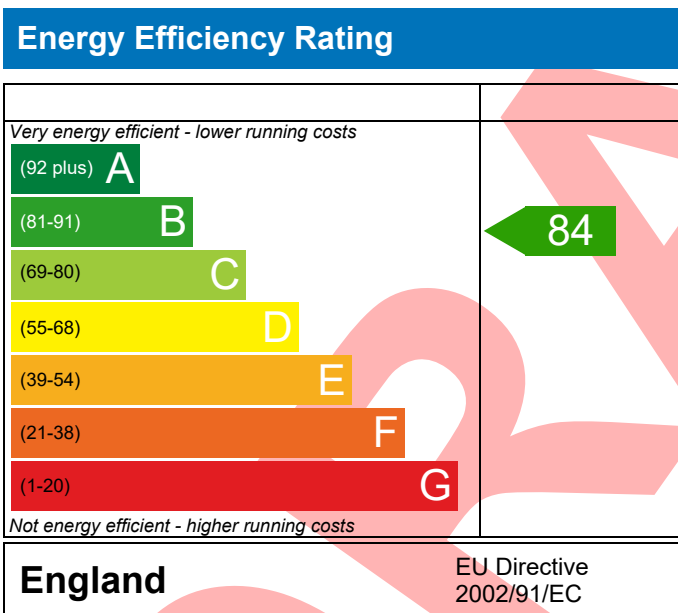 Energy Efficiency Rating
Very energy efficient - lower running costs
(92 plus) A
(81-91) B
84
(69-80) C
(55-68) D
(39-54) E
(21-38) F
(1-20) G
Not energy efficient - higher running costs
England
EU Directive
2002/91/EC